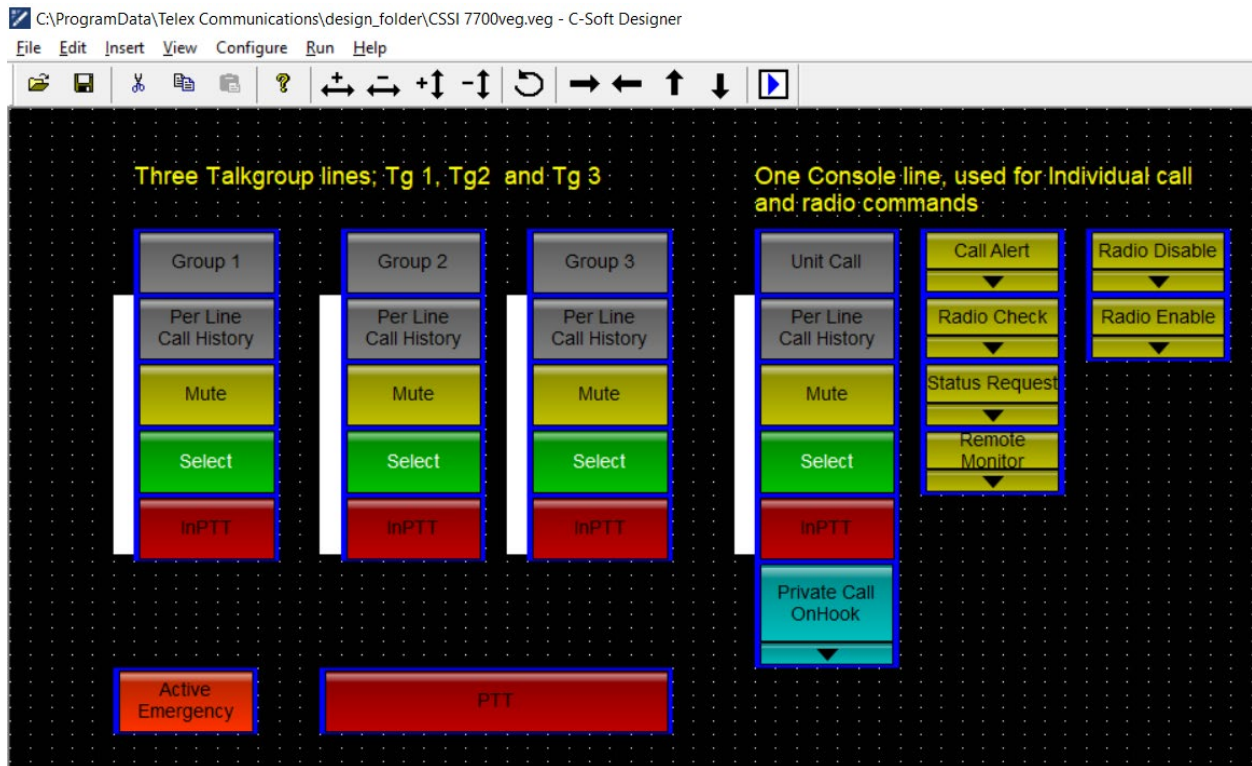 C:\ProgramData\Telex Communications\design_folder\CSSI 7700veg.veg - C-Soft Designer
File Edit Insert View Configure Run Help
Three Talkgroup lines; Tg 1, Tg2 and Tg 3
One Console line, used for Individual call
and radio commands
Group 1
Per Line
Call History
Mute
Select
InPTT
Group 2
Per Line
Call History
Mute
Select
InPTT
Group 3
Per Line
Call History
Mute
Select
InPTT
Unit Call
Per Line
Call History
Mute
Select
InPTT
Private Call
OnHook
Call Alert
Radio Check
Status Request
Remote
Monitor
Radio Disable
Radio Enable
Active
Emergency
PTT